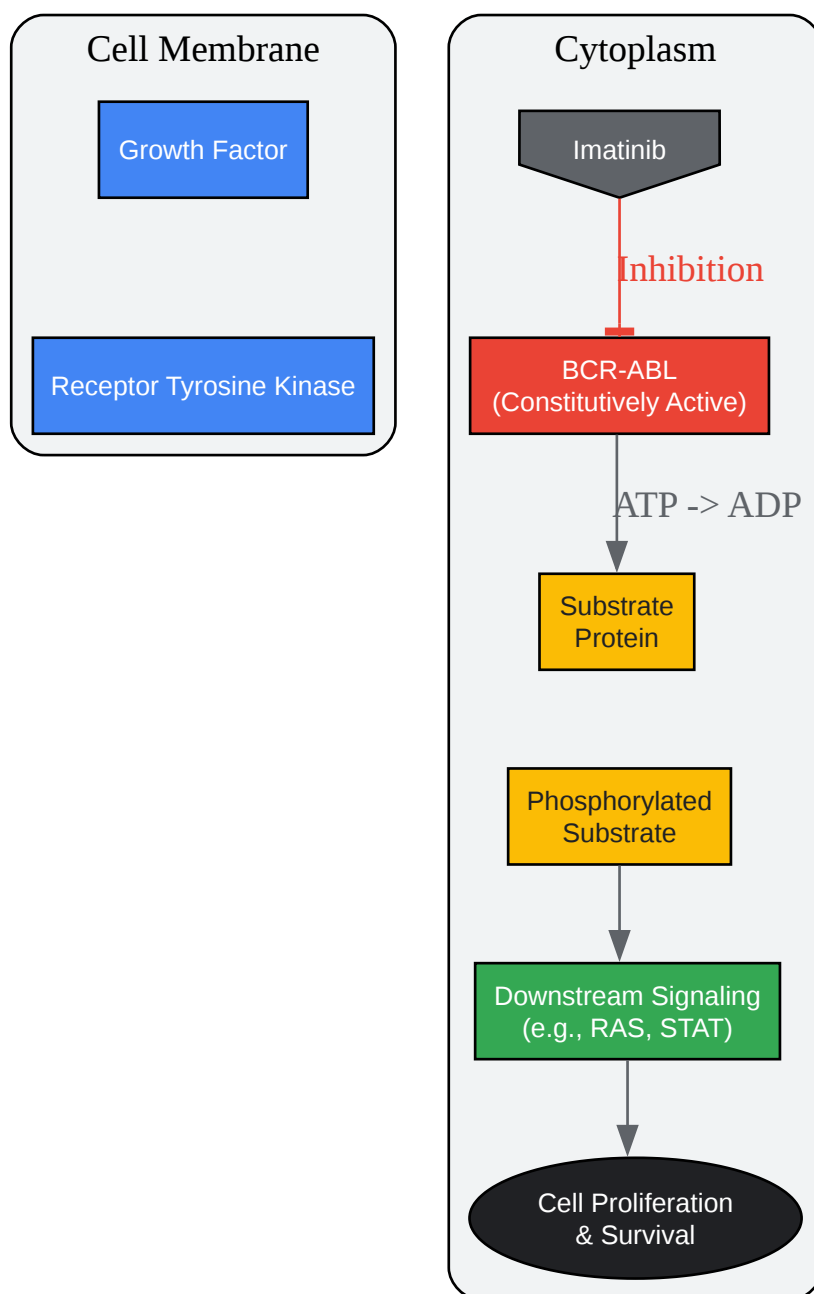 Cell Membrane
Growth Factor
Receptor Tyrosine Kinase
Cytoplasm
Imatinib
Inhibition
BCR-ABL
(Constitutively Active)
ATP -> ADP
Substrate
Protein
Phosphorylated
Substrate
Downstream Signaling
(e.g., RAS, STAT)
Cell Proliferation
& Survival